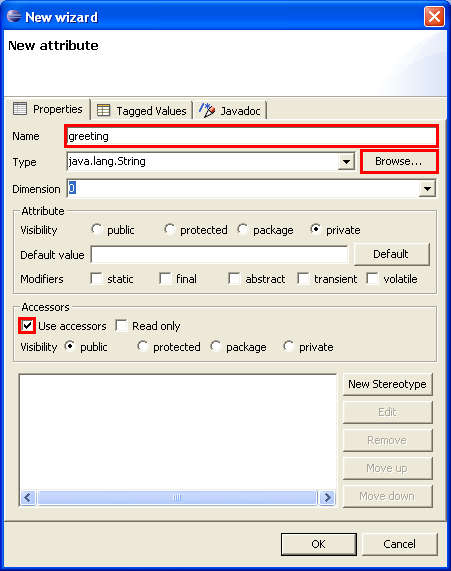 New wizard
New attribute
Properties Tagged Values Javadoc
Name greeting
Type java.lang.String Browse...
Dimension 0
Attribute
Visibility public protected package private
Default value Default
Modifiers static final abstract transient volatile
Accessors
Use accessors Read only
Visibility public protected package private
New Stereotype
Edit
Remove
Move up
Move down
OK Cancel